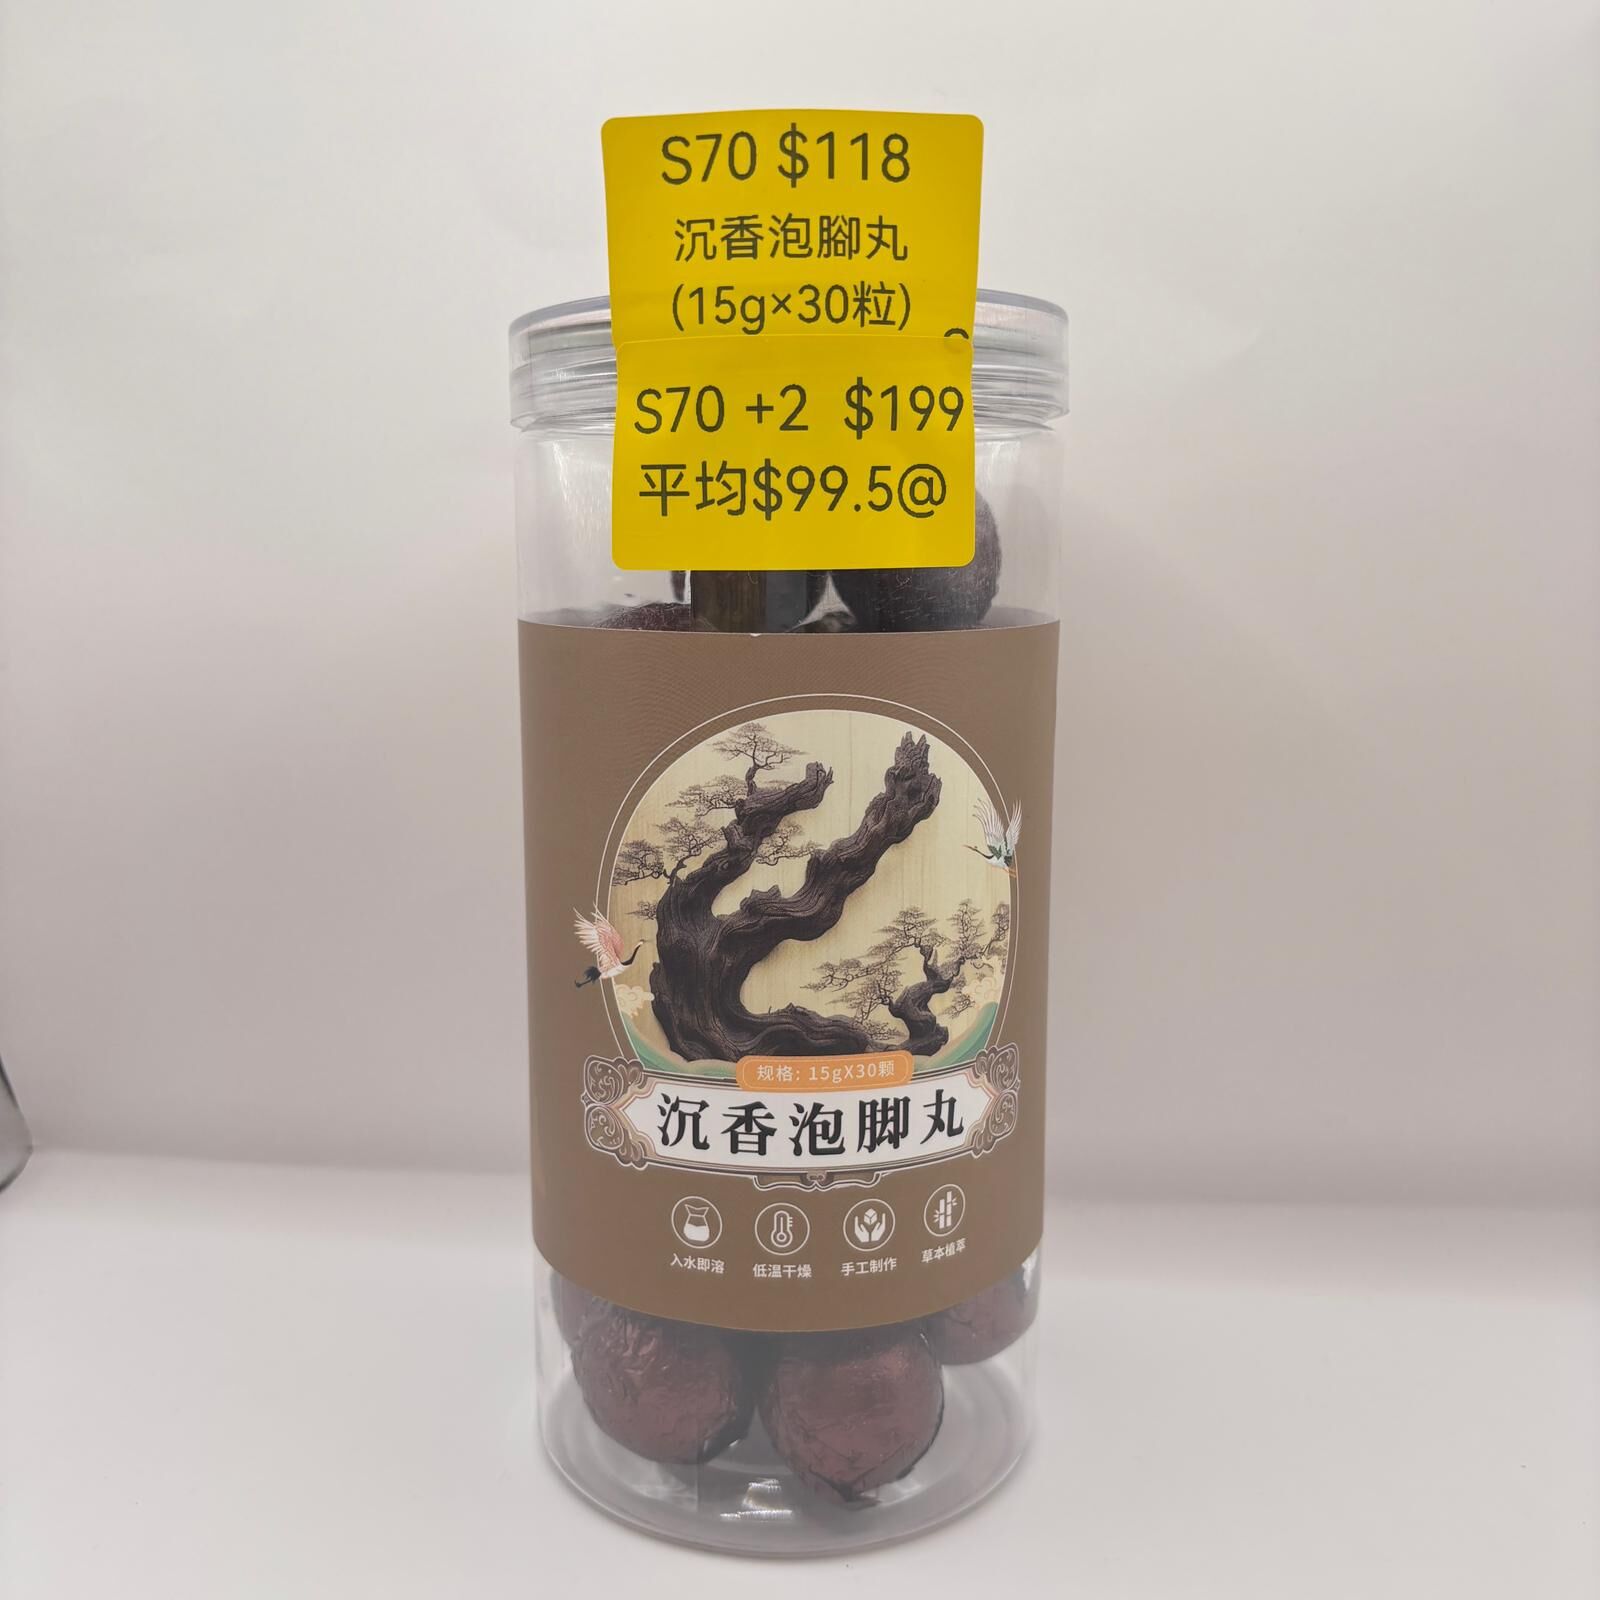 S70 $118
沉香泡腳丸
(15g×30粒)
S70 +2 $199
平均$99.5@
规格: 15gX30颗
沉香泡脚丸
入水即溶
低温干燥
手工制作
草本植萃